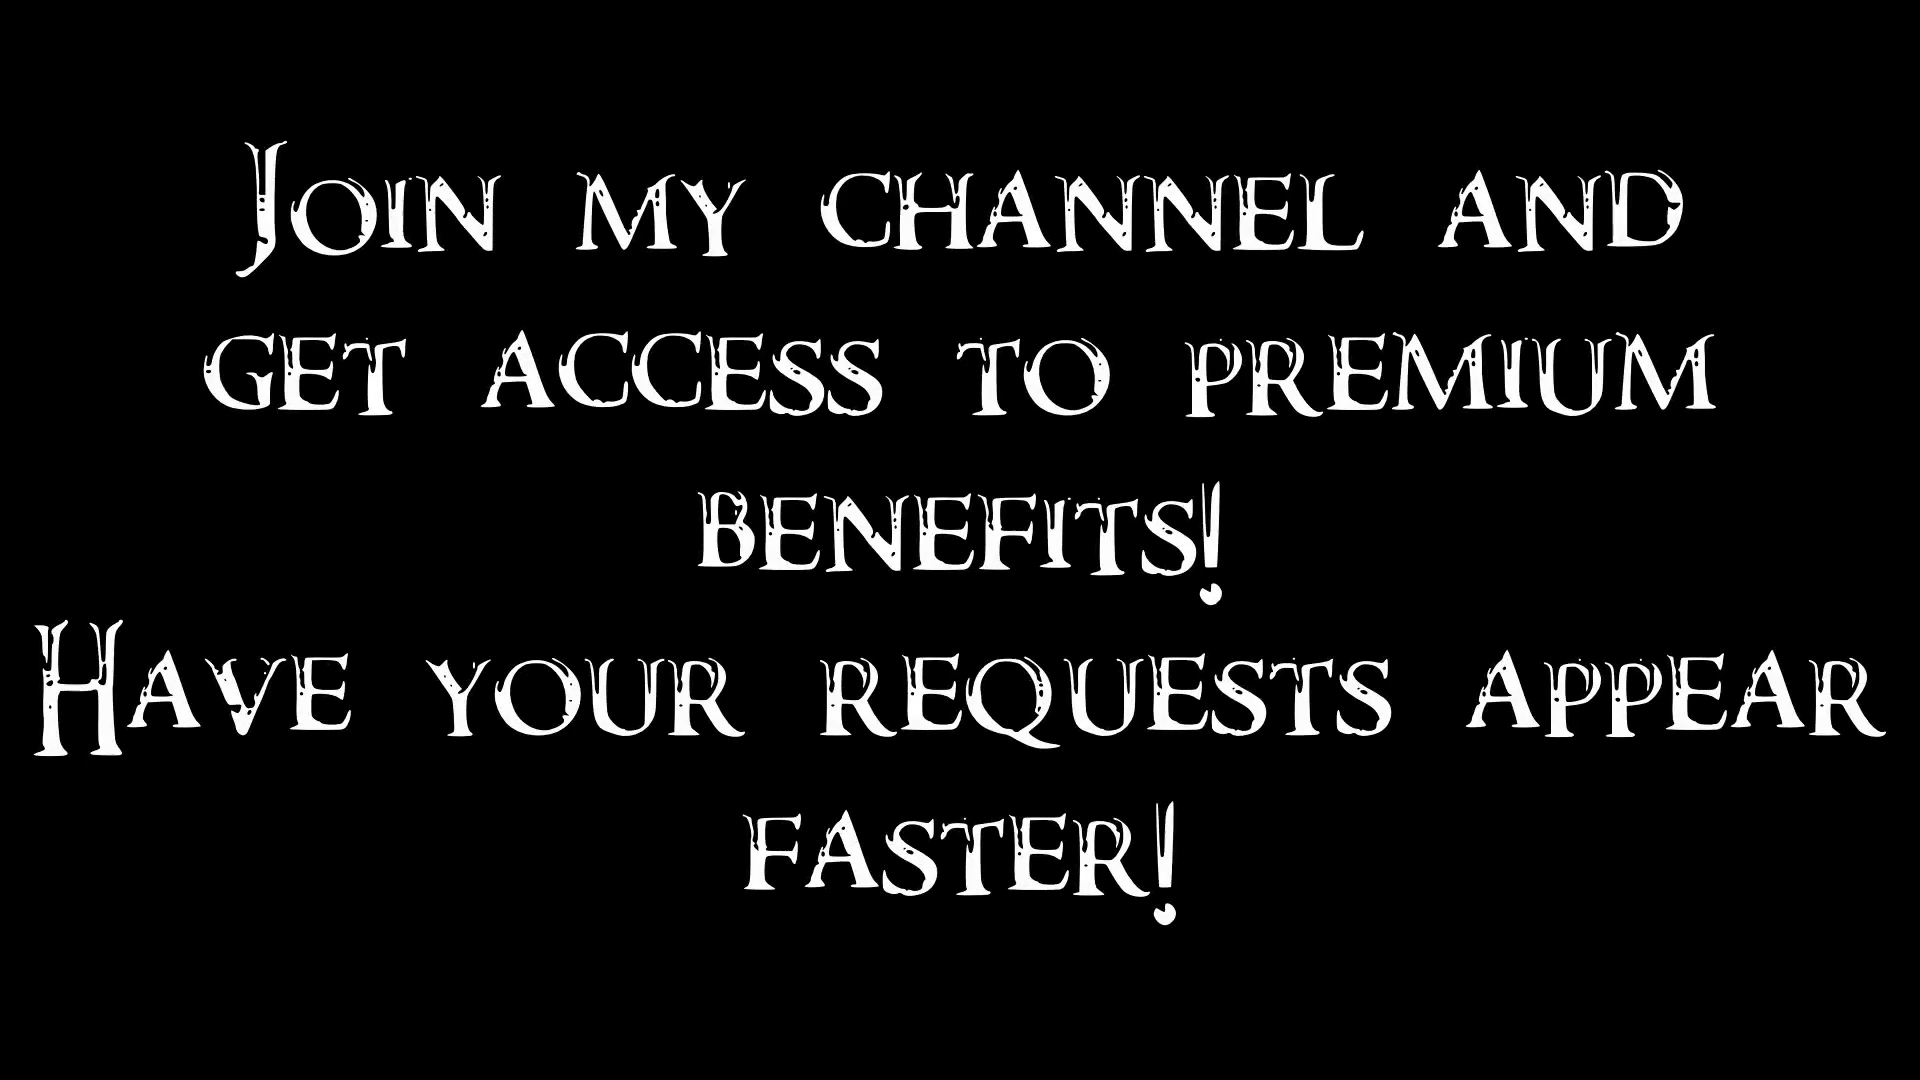 Join my channel and
get access to premium
benefits!
Have your requests appear
faster!